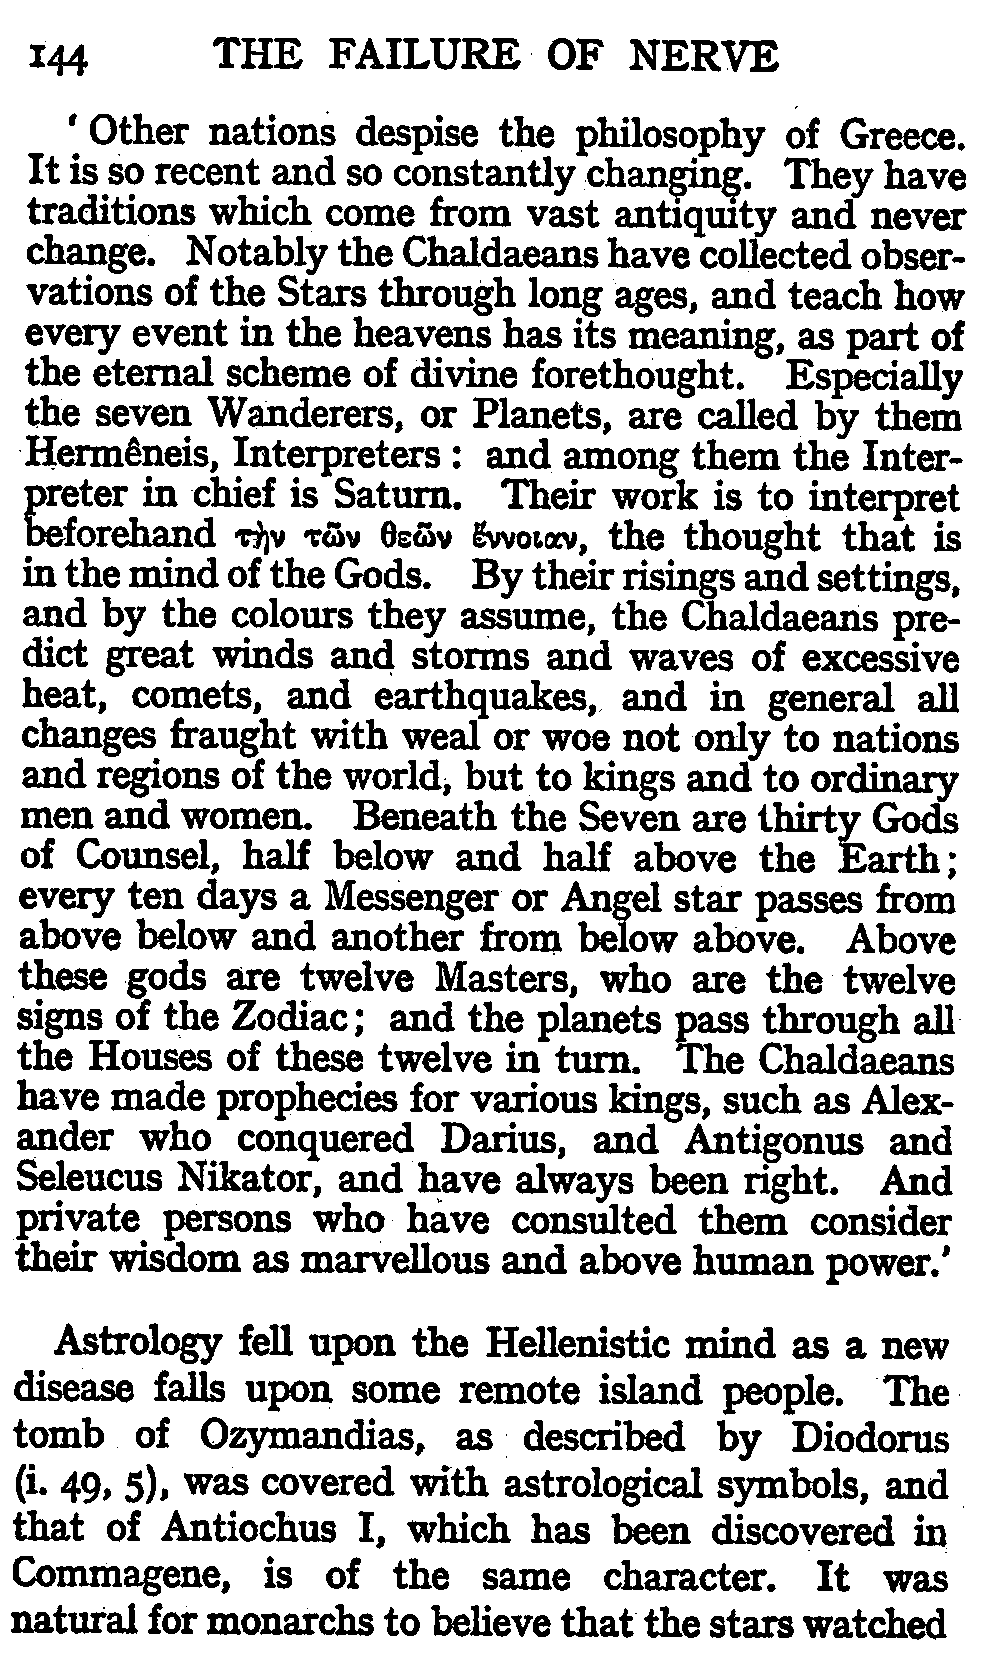 144 THE FAILURE OF NERVE
‘ Other nations despise the philosophy of Greece.
It is so recent and so constantly changing. They have
traditions which come from vast antiquity and never
change. Notably the Chaldaeans have collected obser-
vations of the Stars through long ages, and teach how
every event in the heavens has its meaning, as part of
the eternal scheme of divine forethought. Especially
the seven Wanderers, or Planets, are called by them
Hermêneis, Interpreters : and among them the Inter-
preter in chief is Saturn. Their work is to interpret
beforehand τὴν τῶν θεῶν ἔννοιαν, the thought that is
in the mind of the Gods. By their risings and settings,
and by the colours they assume, the Chaldaeans pre-
dict great winds and storms and waves of excessive
heat, comets, and earthquakes, and in general all
changes fraught with weal or woe not only to nations
and regions of the world, but to kings and to ordinary
men and women. Beneath the Seven are thirty Gods
of Counsel, half below and half above the Earth ;
every ten days a Messenger or Angel star passes from
above below and another from below above. Above
these gods are twelve Masters, who are the twelve
signs of the Zodiac ; and the planets pass through all
the Houses of these twelve in turn. The Chaldaeans
have made prophecies for various kings, such as Alex-
ander who conquered Darius, and Antigonus and
Seleucus Nikator, and have always been right. And
private persons who have consulted them consider
their wisdom as marvellous and above human power.’
Astrology fell upon the Hellenistic mind as a new
disease falls upon some remote island people. The
tomb of Ozymandias, as described by Diodorus
(i. 49, 5), was covered with astrological symbols, and
that of Antiochus I, which has been discovered in
Commagene, is of the same character. It was
natural for monarchs to believe that the stars watched